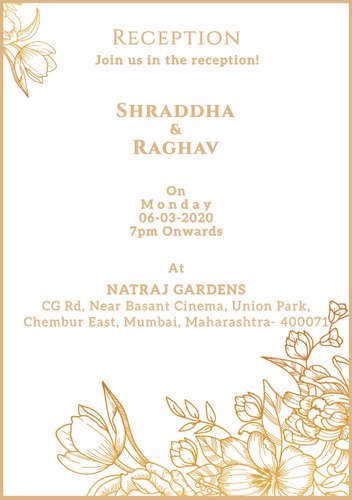 RECEPTION
Join us in the reception!
SHRADDHA
&
RAGHAV
On
Monday
06-03-2020
7pm Onwards
At
NATRAJ GARDENS
CG Rd, Near Basant Cinema, Union Park,
Chembur East, Mumbai, Maharashtra- 400071